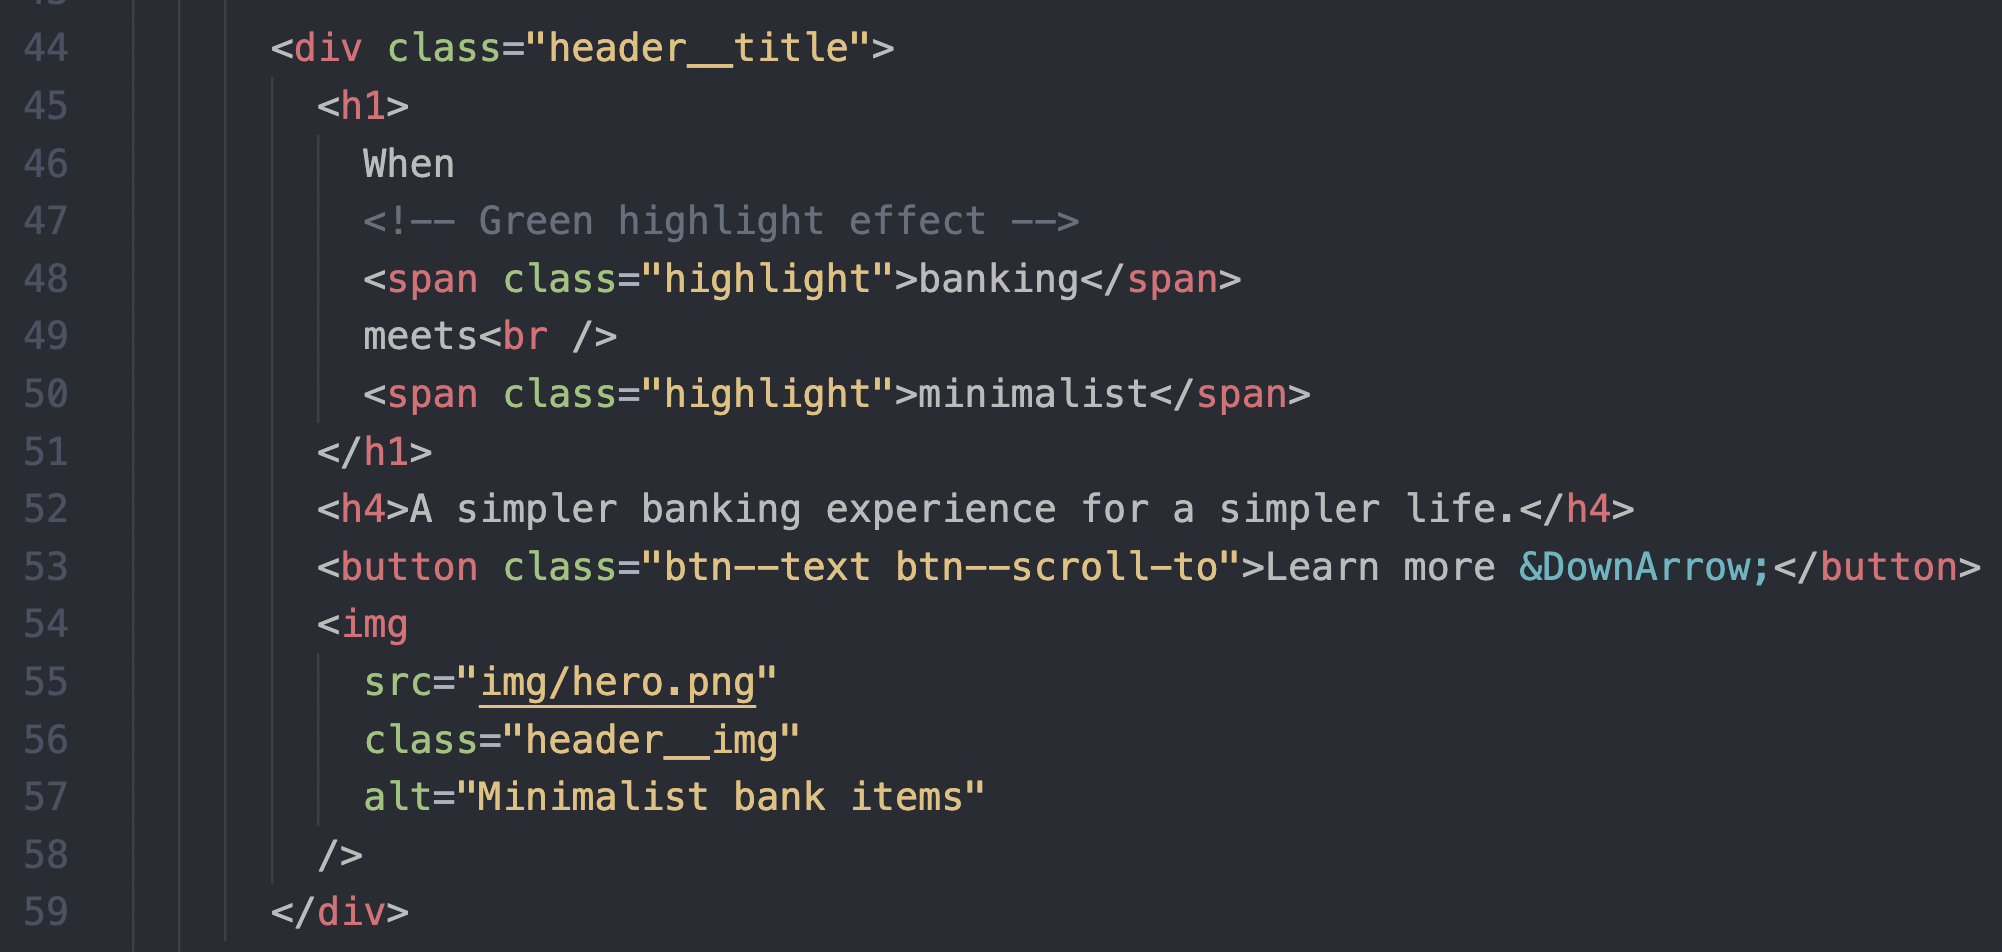 44 <div class="header__title">
45 <h1>
46 When
47 <!-- Green highlight effect -->
48 <span class="highlight">banking</span>
49 meets<br />
50 <span class="highlight">minimalist</span>
51 </h1>
52 <h4>A simpler banking experience for a simpler life.</h4>
53 <button class="btn--text btn--scroll-to">Learn more &DownArrow;</button>
54 <img
55 src="img/hero.png"
56 class="header__img"
57 alt="Minimalist bank items"
58 />
59 </div>